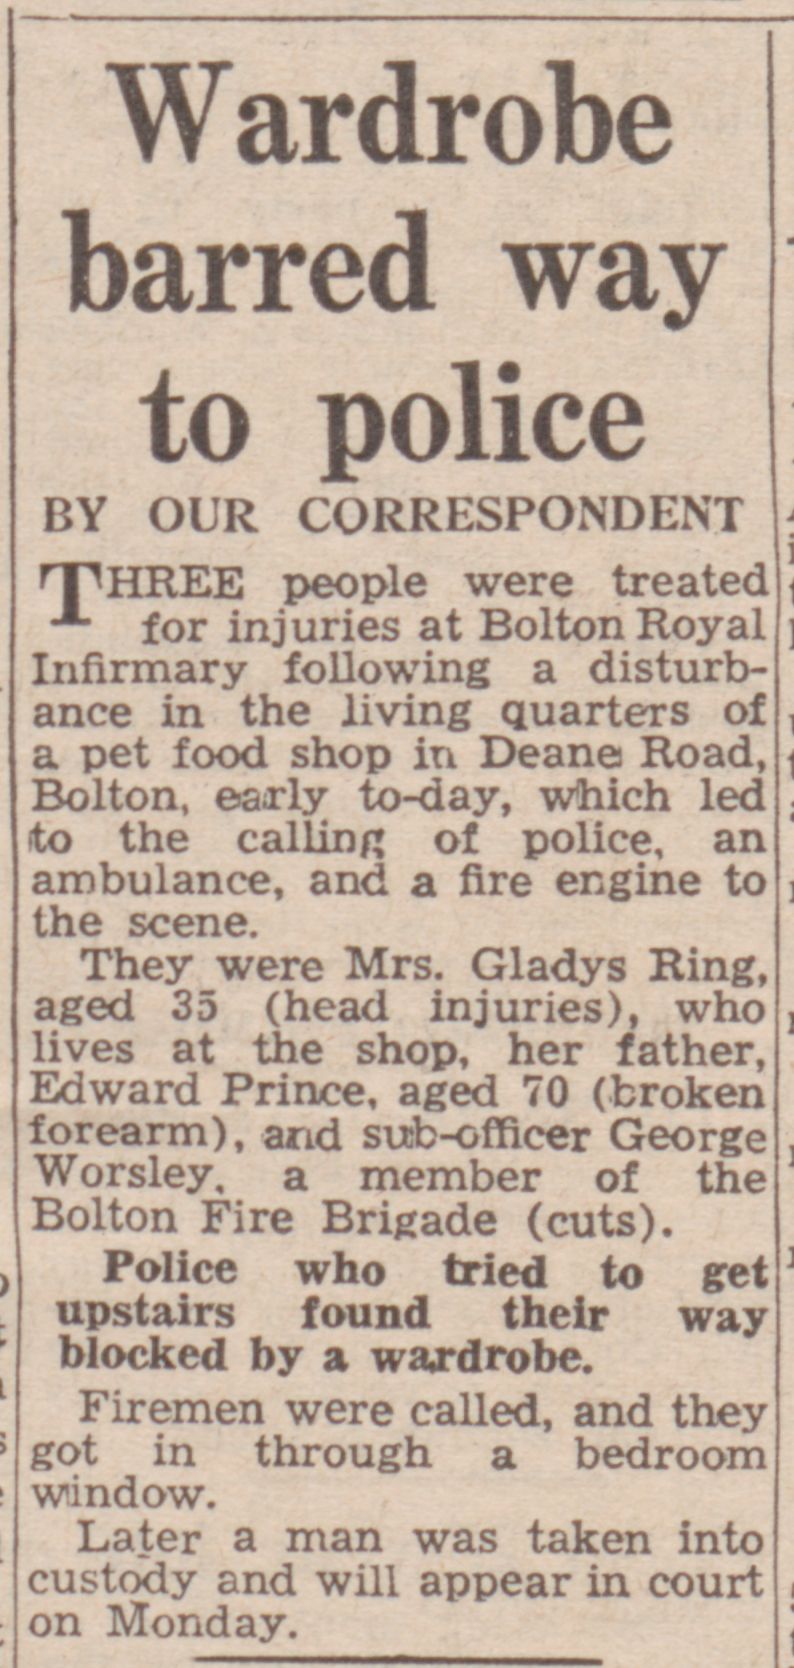 Wardrobe
barred way
to police
BY OUR CORRESPONDENT
THREE people were treated
for injuries at Bolton Royal
Infirmary following a disturb-
ance in the living quarters of
a pet food shop in Deane Road,
Bolton, early to-day, which led
to the calling of police, an
ambulance, and a fire engine to
the scene.
They were Mrs. Gladys Ring,
aged 35 (head injuries), who
lives at the shop, her father,
Edward Prince, aged 70 (broken
forearm), and sub-officer George
Worsley, a member of the
Bolton Fire Brigade (cuts).
Police who tried to get
upstairs found their way
blocked by a wardrobe.
Firemen were called, and they
got in through a bedroom
window.
Later a man was taken into
custody and will appear in court
on Monday.